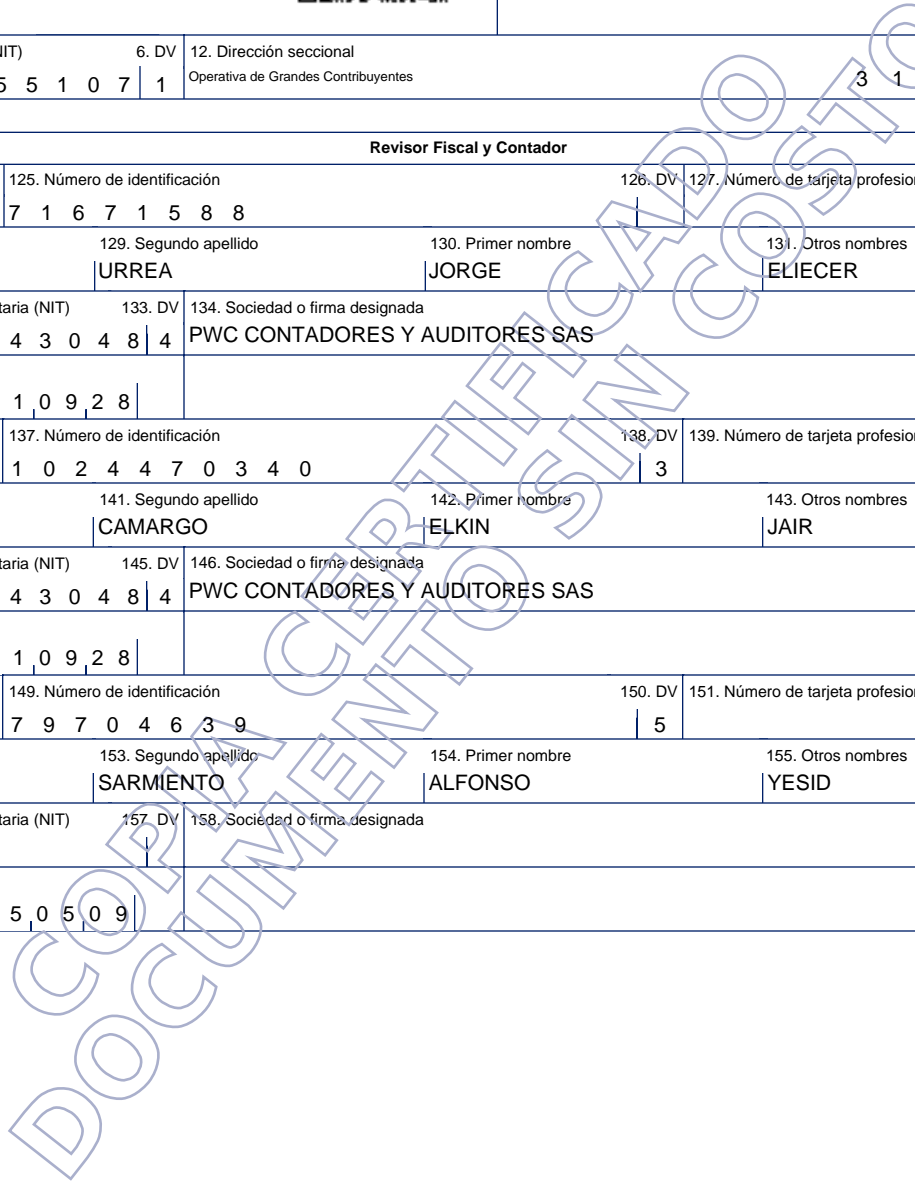 IIT) 6. DV 12. Dirección seccional
5 5 1 0 7 1 Operativa de Grandes Contribuyentes 3 1
Revisor Fiscal y Contador
125. Número de identificación 126. DV 127. Número de tarjeta profesion
7 1 6 7 1 5 8 8
129. Segundo apellido 130. Primer nombre 131. Otros nombres
URREA JORGE ELIECER
taria (NIT) 133. DV 134. Sociedad o firma designada
4 3 0 4 8 4 PWC CONTADORES Y AUDITORES SAS
1 0 9 2 8
137. Número de identificación 138. DV 139. Número de tarjeta profesion
1 0 2 4 4 7 0 3 4 0 3
141. Segundo apellido 142. Primer nombre 143. Otros nombres
CAMARGO ELKIN JAIR
taria (NIT) 145. DV 146. Sociedad o firma designada
4 3 0 4 8 4 PWC CONTADORES Y AUDITORES SAS
1 0 9 2 8
149. Número de identificación 150. DV 151. Número de tarjeta profesion
7 9 7 0 4 6 3 9 5
153. Segundo apellido 154. Primer nombre 155. Otros nombres
SARMIENTO ALFONSO YESID
taria (NIT) 157. DV 158. Sociedad o firma designada
5 0 5 0 9
COPIA CERTIFICADO
DOCUMENTO SIN COSTO